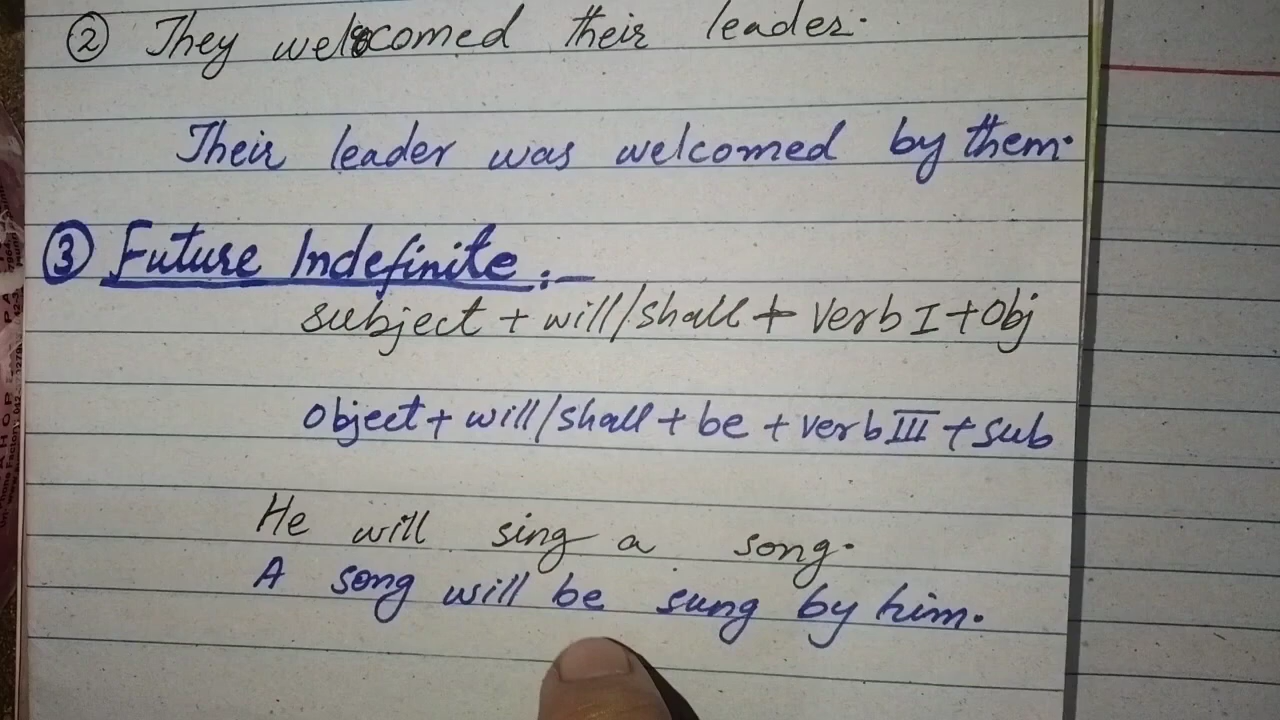 ② They welcomed their leader.
Their leader was welcomed by them.
③ Future Indefinite :-
subject + will/shall + verb I + obj
object + will/shall + be + verb III + sub
He will sing a song.
A song will be sung by him.